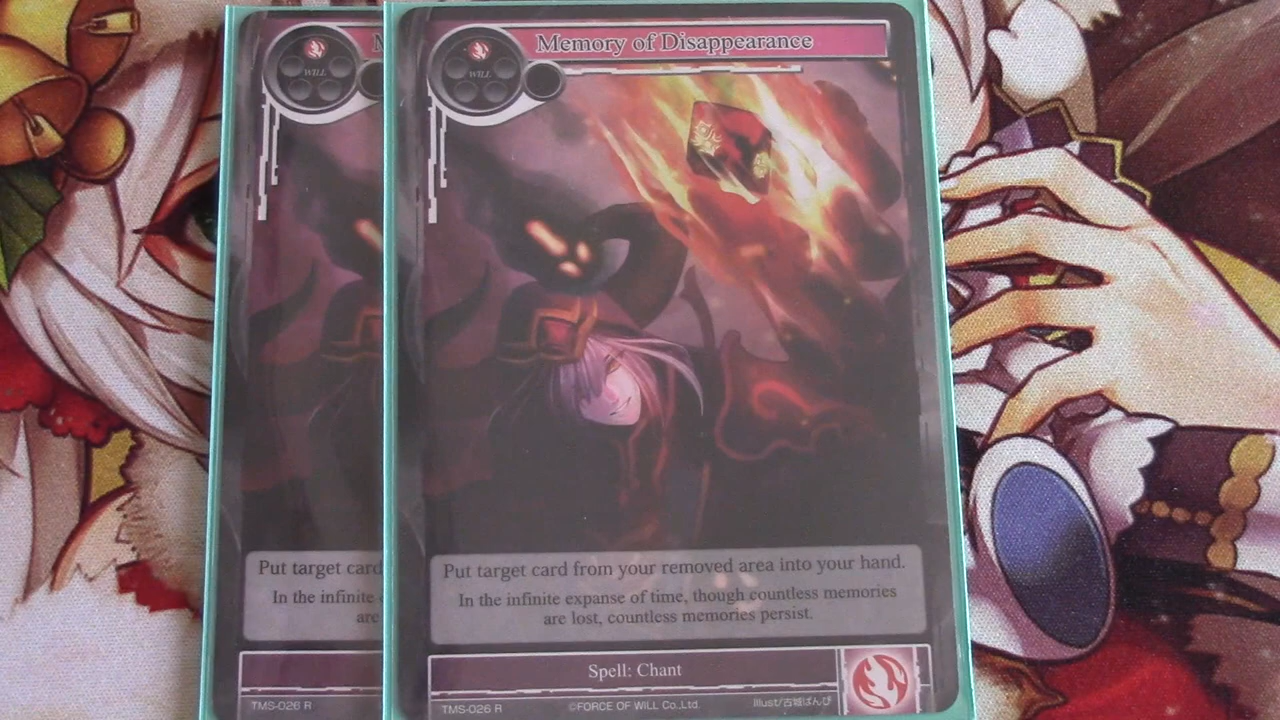 M
WILL
Put target card
In the infinite e
are
TMS-026 R
Memory of Disappearance
WILL
Put target card from your removed area into your hand.
In the infinite expanse of time, though countless memories
are lost, countless memories persist.
Spell: Chant
TMS-026 R ©FORCE OF WILL Co.,Ltd. Illust/古城ばんび